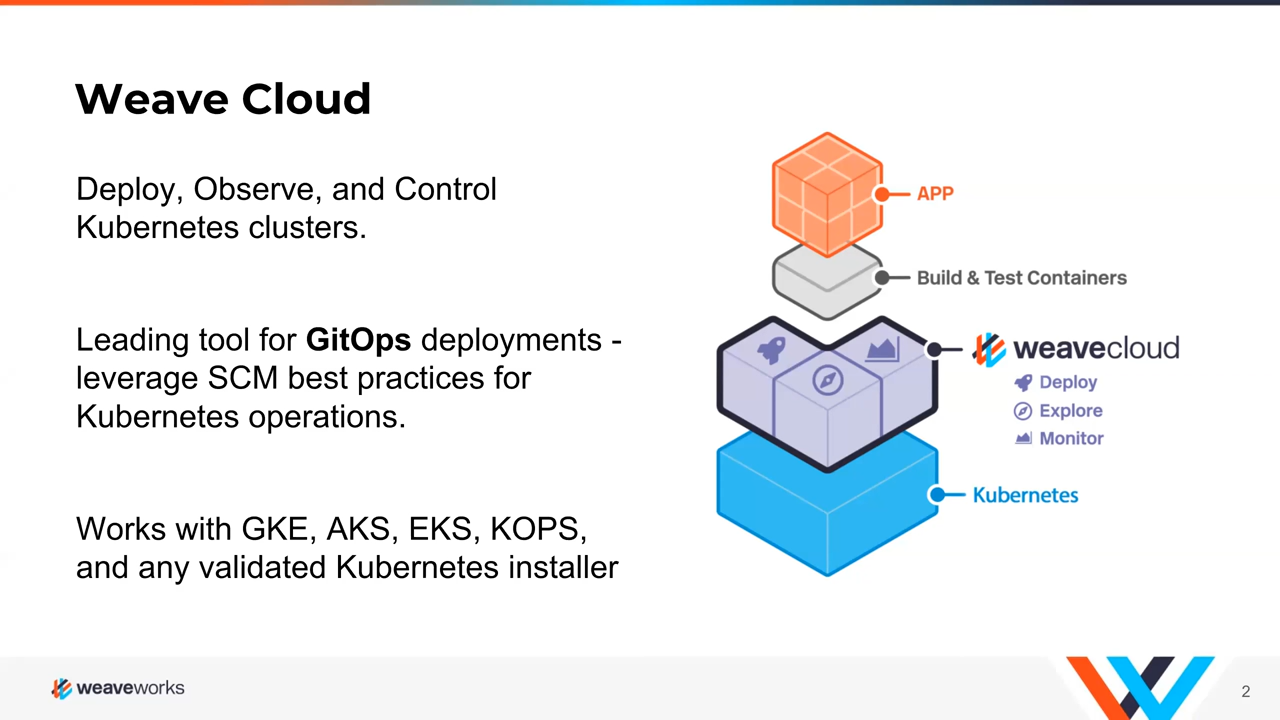 Weave Cloud
Deploy, Observe, and Control
Kubernetes clusters.
Leading tool for GitOps deployments -
leverage SCM best practices for
Kubernetes operations.
Works with GKE, AKS, EKS, KOPS,
and any validated Kubernetes installer
APP
Build & Test Containers
weavecloud
Deploy
Explore
Monitor
Kubernetes
weaveworks
2